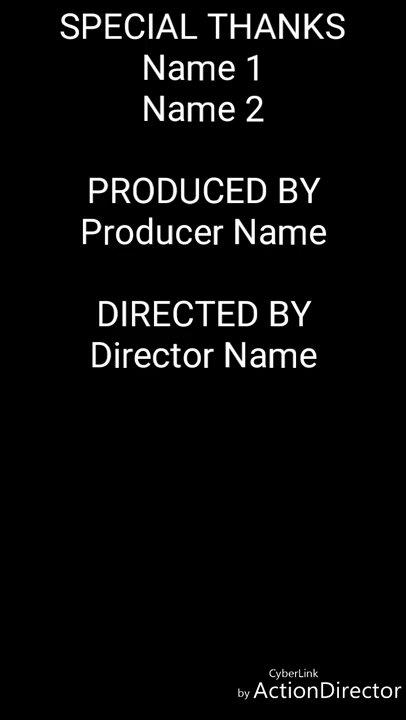 SPECIAL THANKS
Name 1
Name 2
PRODUCED BY
Producer Name
DIRECTED BY
Director Name
CyberLink
by ActionDirector